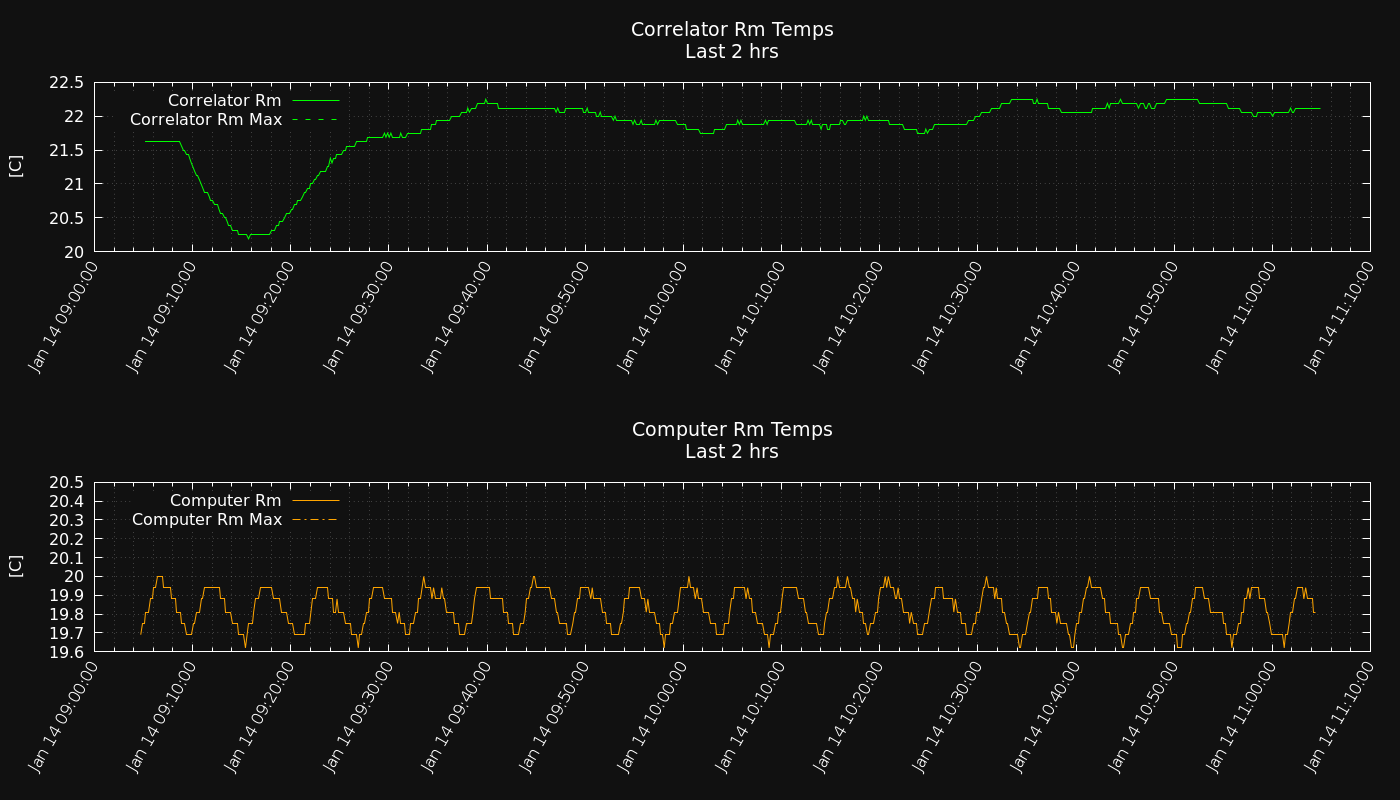 Correlator Rm Temps
Last 2 hrs
22.5
22
21.5
21
20.5
20
[C]
Correlator Rm
Correlator Rm Max
Jan 14 09:00:00
Jan 14 09:10:00
Jan 14 09:20:00
Jan 14 09:30:00
Jan 14 09:40:00
Jan 14 09:50:00
Jan 14 10:00:00
Jan 14 10:10:00
Jan 14 10:20:00
Jan 14 10:30:00
Jan 14 10:40:00
Jan 14 10:50:00
Jan 14 11:00:00
Jan 14 11:10:00
Computer Rm Temps
Last 2 hrs
20.5
20.4
20.3
20.2
20.1
20
19.9
19.8
19.7
19.6
[C]
Computer Rm
Computer Rm Max
Jan 14 09:00:00
Jan 14 09:10:00
Jan 14 09:20:00
Jan 14 09:30:00
Jan 14 09:40:00
Jan 14 09:50:00
Jan 14 10:00:00
Jan 14 10:10:00
Jan 14 10:20:00
Jan 14 10:30:00
Jan 14 10:40:00
Jan 14 10:50:00
Jan 14 11:00:00
Jan 14 11:10:00